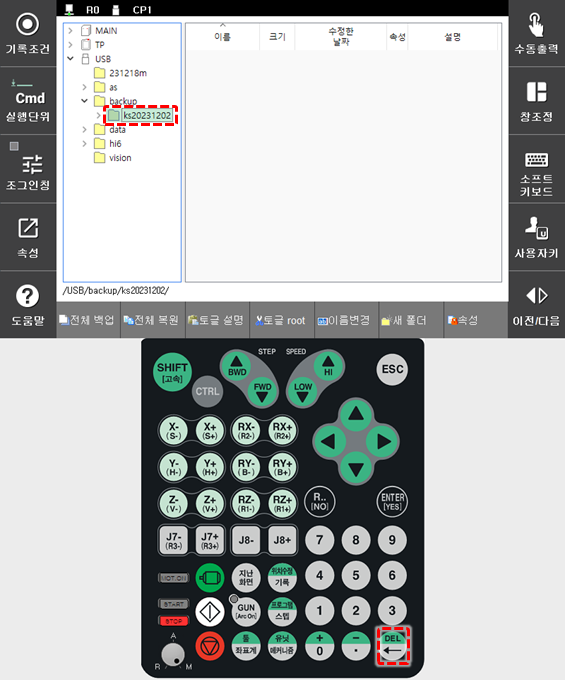 R0 CP1
기록조건
Cmd
실행단위
조그인칭
속성
도움말
MAIN
TP
USB
231218m
as
backup
ks20231202
data
hi6
vision
이름 크기 수정한
날짜 속성 설명
/USB/backup/ks20231202/
전체 백업 전체 복원 토글 설명 토글 root 이름변경 새 폴더 속성
수동출력
창조정
소프트
키보드
U
사용자키
이전/다음
SHIFT
[고속]
CTRL
STEP
BWD
FWD
SPEED
HI
LOW
ESC
X-
(S-)
X+
(S+)
RX-
(R2-)
RX+
(R2+)
Y-
(H-)
Y+
(H+)
RY-
(B-)
RY+
(B+)
Z-
(V-)
Z+
(V+)
RZ-
(R1-)
RZ+
(R1+)
R..
[NO]
ENTER
[YES]
J7-
(R3-)
J7+
(R3+)
J8-
J8+
7 8 9
MOT.ON
지난
화면
위치수정
기록
4 5 6
START
STOP
GUN
[Arc On]
프로그램
스텝
1 2 3
A
R M
툴
좌표계
유닛
메커니즘
+
0
-
.
DEL